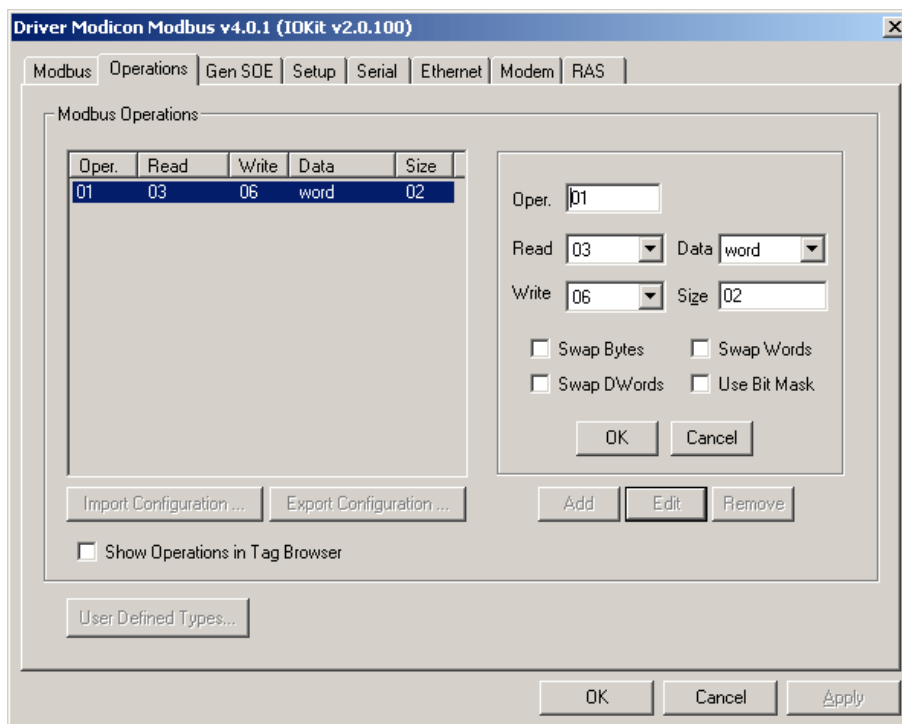 Driver Modicon Modbus v4.0.1 (IOKit v2.0.100)
Modbus Operations Gen SOE Setup Serial Ethernet Modem RAS
Modbus Operations
Oper. Read Write Data Size
01 03 06 word 02
Oper. 01
Read 03 Data word
Write 06 Size 02
Swap Bytes Swap Words
Swap DWords Use Bit Mask
OK Cancel
Import Configuration ... Export Configuration ... Add Edit Remove
Show Operations in Tag Browser
User Defined Types...
OK Cancel Apply